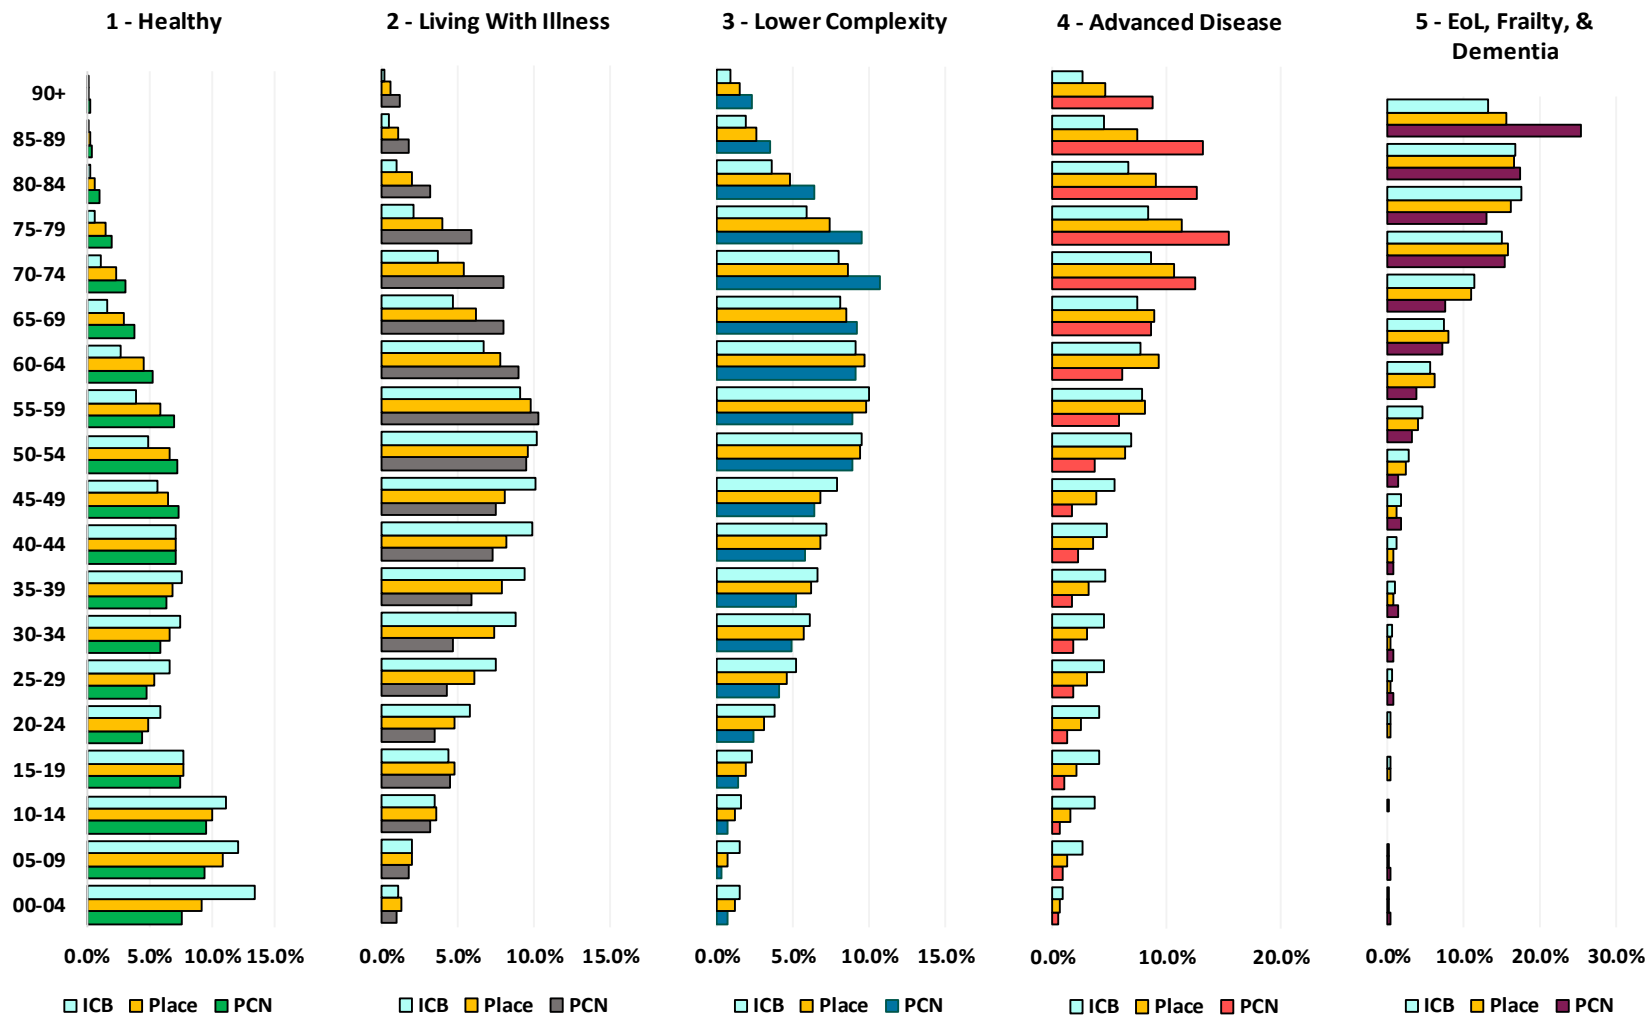 1 - Healthy
2 - Living With Illness
3 - Lower Complexity
4 - Advanced Disease
5 - EoL, Frailty, &
Dementia
90+
85-89
80-84
75-79
70-74
65-69
60-64
55-59
50-54
45-49
40-44
35-39
30-34
25-29
20-24
15-19
10-14
05-09
00-04
0.0% 5.0% 10.0% 15.0%
0.0% 5.0% 10.0% 15.0%
0.0% 5.0% 10.0% 15.0%
0.0% 10.0% 20.0%
0.0% 10.0% 20.0% 30.0%
ICB Place PCN
ICB Place PCN
ICB Place PCN
ICB Place PCN
ICB Place PCN